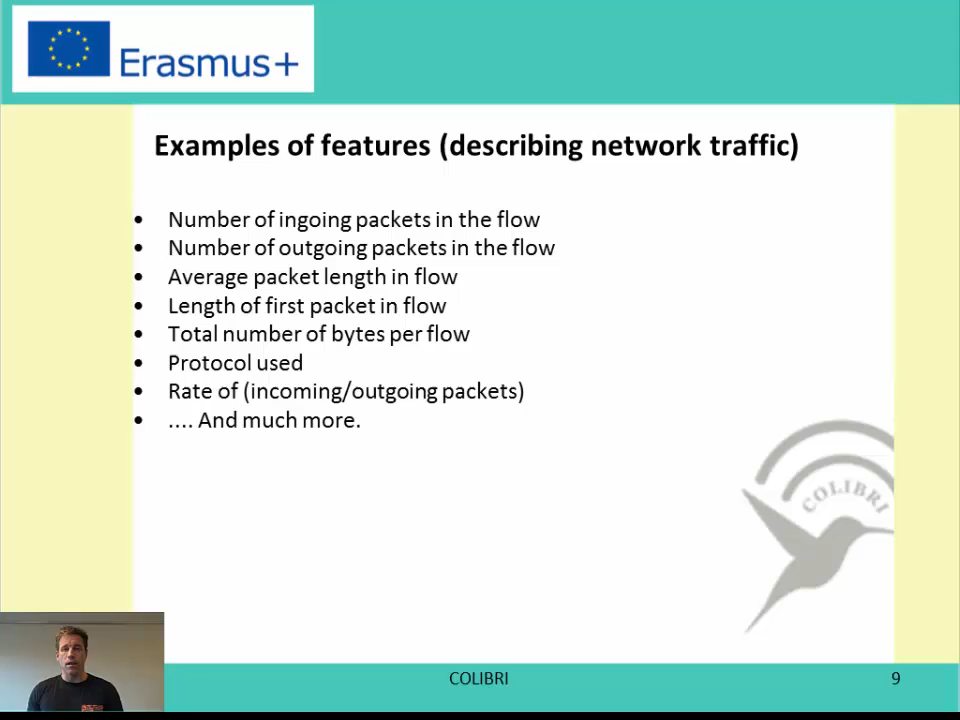 Erasmus+
Examples of features (describing network traffic)
• Number of ingoing packets in the flow
• Number of outgoing packets in the flow
• Average packet length in flow
• Length of first packet in flow
• Total number of bytes per flow
• Protocol used
• Rate of (incoming/outgoing packets)
• .... And much more.
COLIBRI
COLIBRI
9